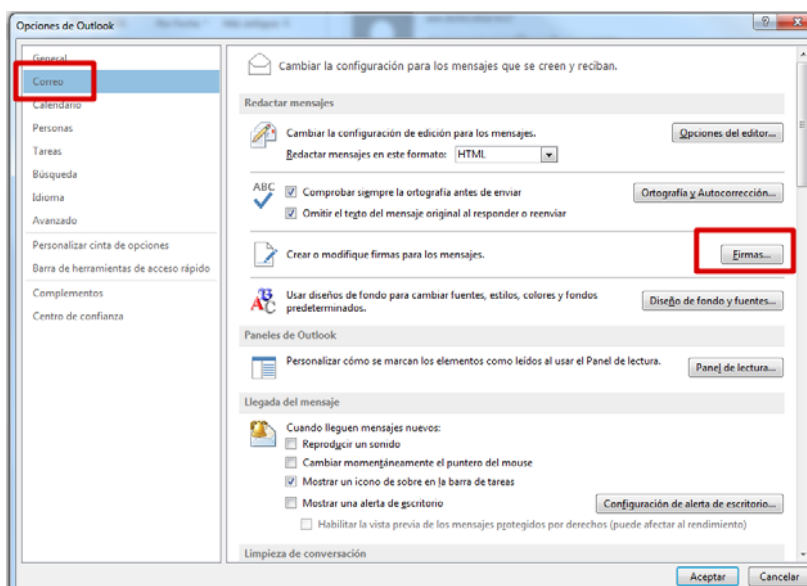 Opciones de Outlook
General
Correo
Calendario
Personas
Tareas
Búsqueda
Idioma
Avanzado
Personalizar cinta de opciones
Barra de herramientas de acceso rápido
Complementos
Centro de confianza
Cambiar la configuración para los mensajes que se creen y reciban.
Redactar mensajes
Cambiar la configuración de edición para los mensajes.
Opciones del editor...
Redactar mensajes en este formato: HTML
ABC
Comprobar siempre la ortografía antes de enviar
Ortografía y Autocorrección...
Omitir el texto del mensaje original al responder o reenviar
Crear o modifique firmas para los mensajes.
Firmas...
Usar diseños de fondo para cambiar fuentes, estilos, colores y fondos
predeterminados.
Diseño de fondo y fuentes...
Paneles de Outlook
Personalizar cómo se marcan los elementos como leídos al usar el Panel de lectura.
Panel de lectura...
Llegada del mensaje
Cuando lleguen mensajes nuevos:
Reproducir un sonido
Cambiar momentáneamente el puntero del mouse
Mostrar un icono de sobre en la barra de tareas
Mostrar una alerta de escritorio
Configuración de alerta de escritorio...
Habilitar la vista previa de los mensajes protegidos por derechos (puede afectar al rendimiento)
Limpieza de conversación
Aceptar
Cancelar